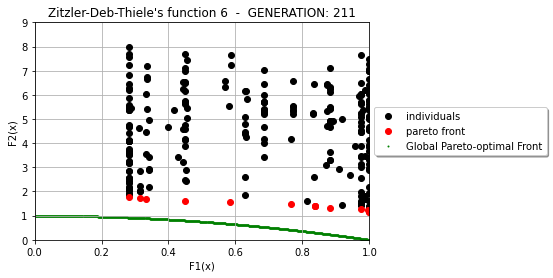 Zitzler-Deb-Thiele's function 6 - GENERATION: 211
F2(x)
9
8
7
6
5
4
3
2
1
0
0.0 0.2 0.4 0.6 0.8 1.0
F1(x)
individuals
pareto front
Global Pareto-optimal Front